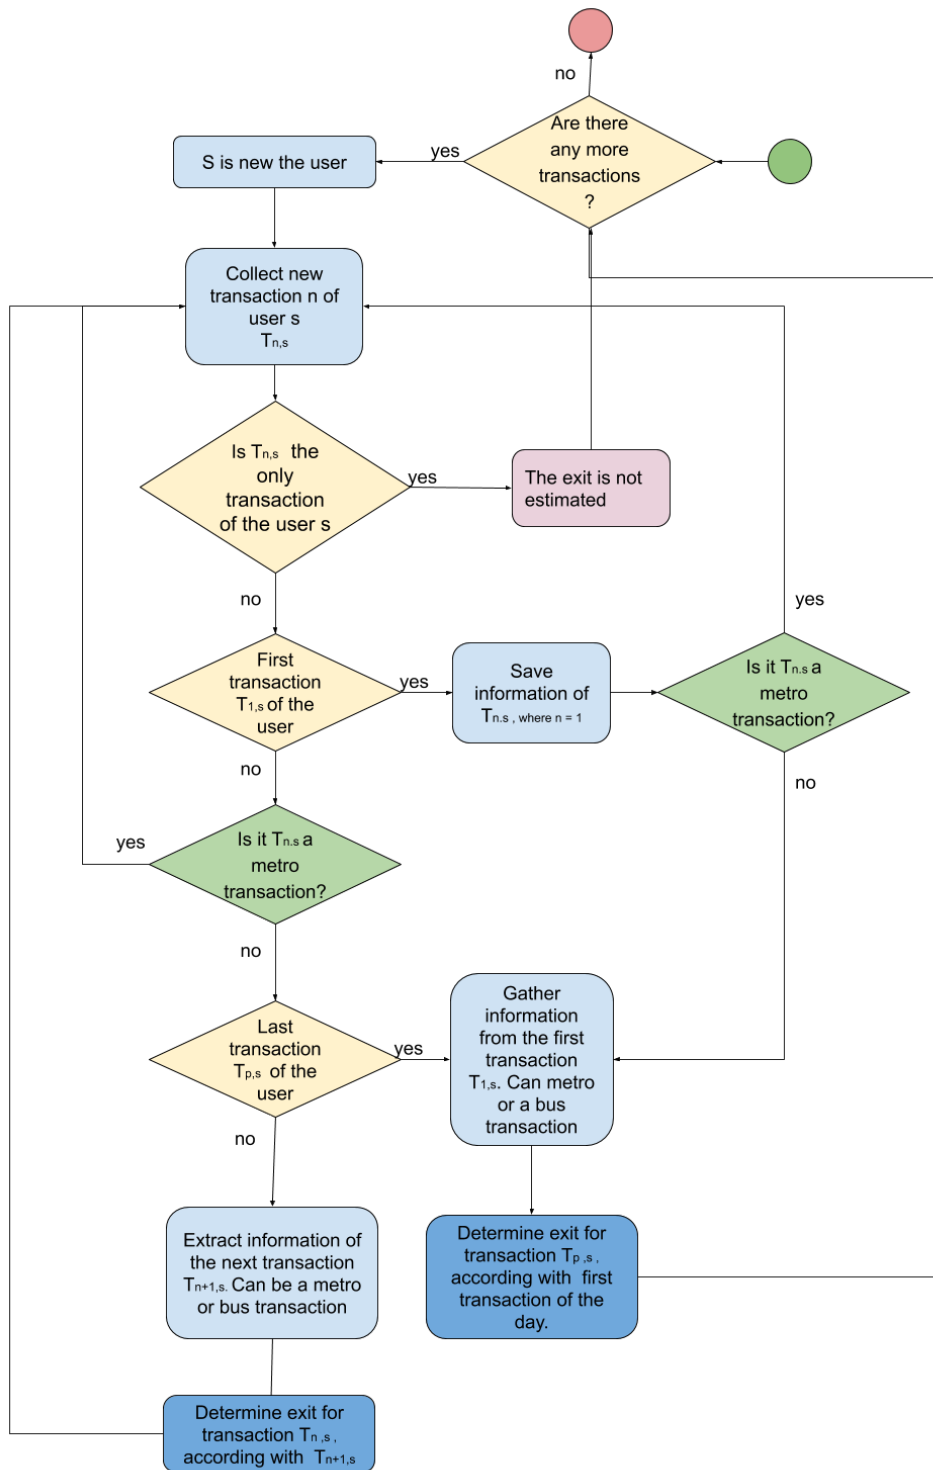 no
Are there
any more
transactions
?
yes
S is new the user
Collect new
transaction n of
user s
Tn,s
Is Tn,s the
only
transaction
of the user s
yes
The exit is not
estimated
no
yes
First
transaction
T1,s of the
user
yes
Save
information of
Tn.s , where n = 1
Is it Tn.s a
metro
transaction?
no
no
yes
Is it Tn.s a
metro
transaction?
no
Last
transaction
Tp,s of the
user
yes
Gather
information
from the first
transaction
T1,s. Can metro
or a bus
transaction
no
Extract information of
the next transaction
Tn+1,s. Can be a metro
or bus transaction
Determine exit for
transaction Tp ,s ,
according with first
transaction of the
day.
Determine exit for
transaction Tn ,s ,
according with Tn+1,s